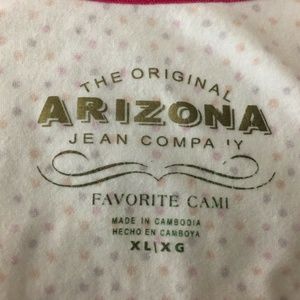 THE ORIGINAL
ARIZONA
JEAN COMPA Y
FAVORITE CAMI
MADE IN CAMBODIA
HECHO EN CAMBOYA
XL|XG